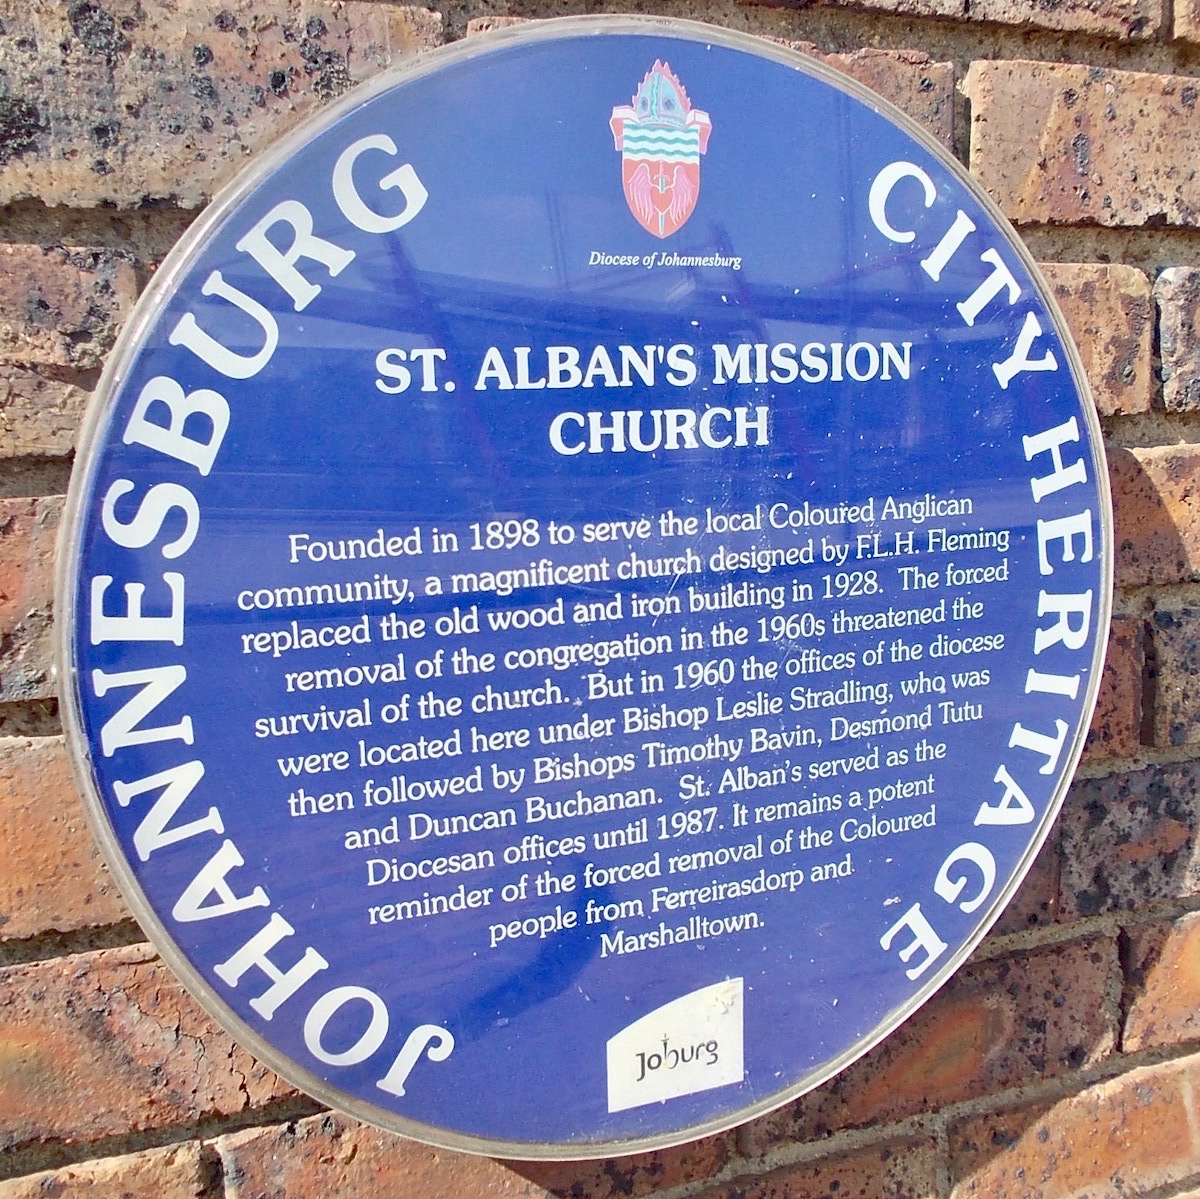 Diocese of Johannesburg
JOHANNESBURG
CITY HERITAGE
ST. ALBAN'S MISSION
CHURCH
Founded in 1898 to serve the local Coloured Anglican
community, a magnificent church designed by F.L.H. Fleming
replaced the old wood and iron building in 1928. The forced
removal of the congregation in the 1960s threatened the
survival of the church. But in 1960 the offices of the diocese
were located here under Bishop Leslie Stradling, who was
then followed by Bishops Timothy Bavin, Desmond Tutu
and Duncan Buchanan. St. Alban's served as the
Diocesan offices until 1987. It remains a potent
reminder of the forced removal of the Coloured
people from Ferreirasdorp and
Marshalltown.
Joburg